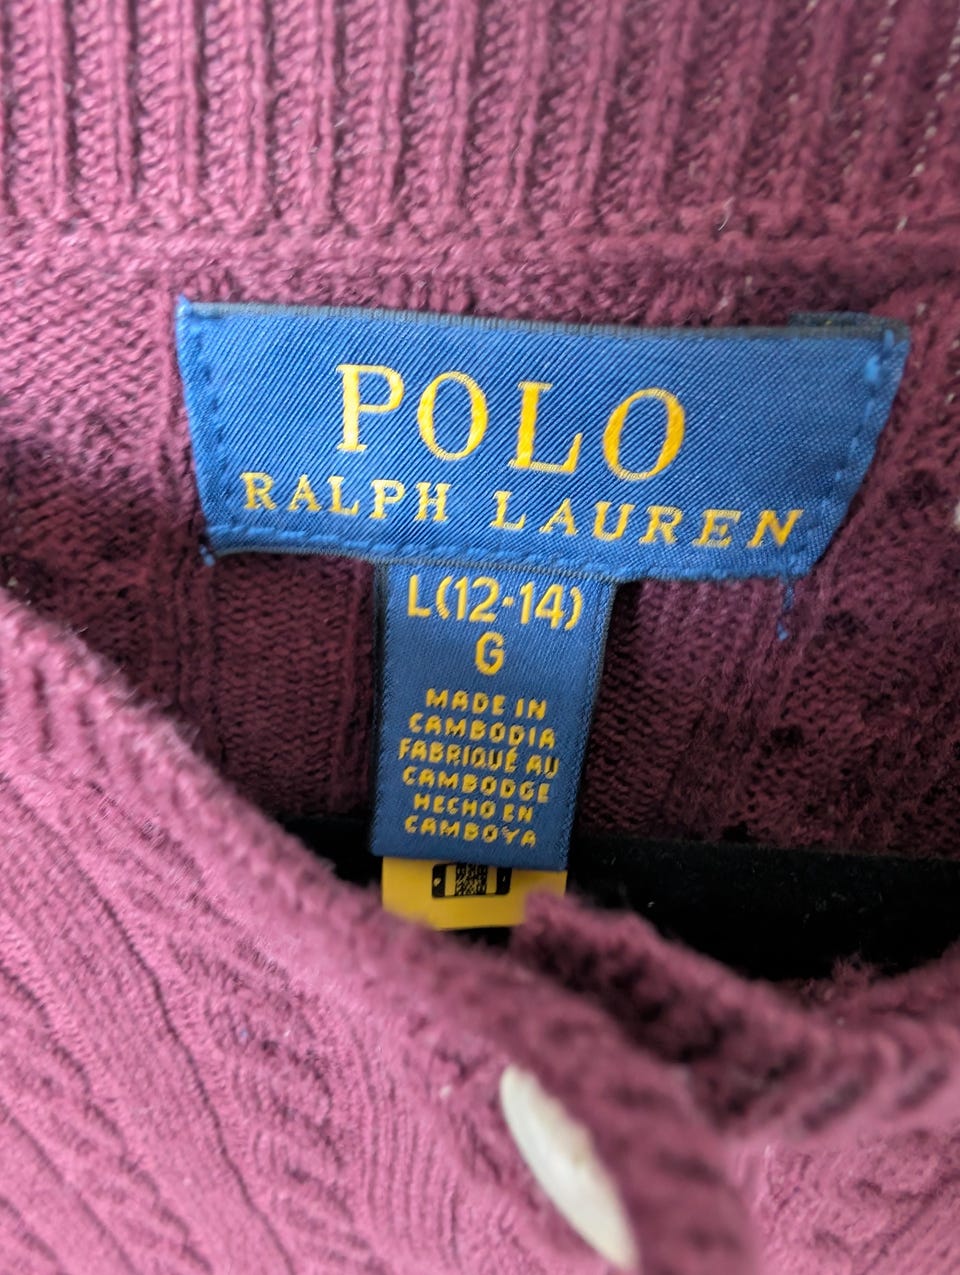 POLO
RALPH LAUREN
L(12-14)
G
MADE IN
CAMBODIA
FABRIQUÉ AU
CAMBODGE
HECHO EN
CAMBOYA